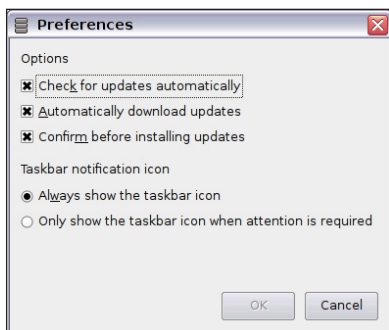 Preferences
Options
Check for updates automatically
Automatically download updates
Confirm before installing updates
Taskbar notification icon
Always show the taskbar icon
Only show the taskbar icon when attention is required
OK
Cancel